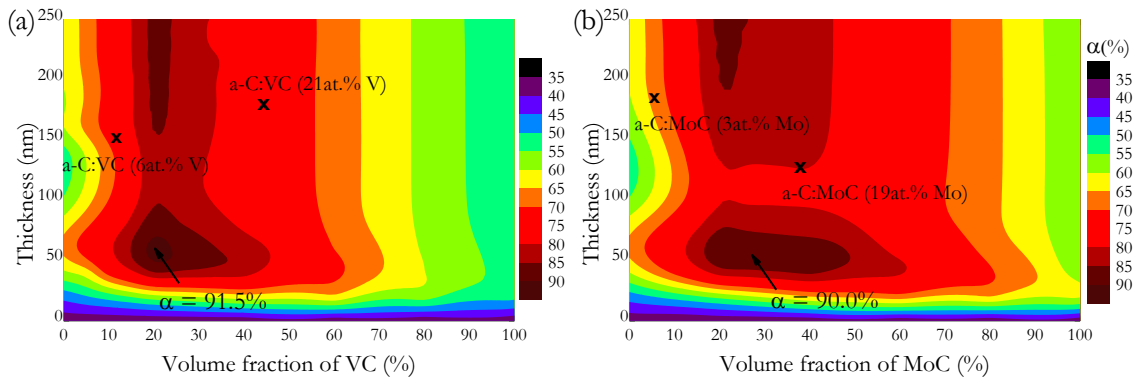 (a)
250
200
150
100
50
0
Thickness (nm)
a-C:VC (21at.% V)
x
x
a-C:VC (6at.% V)
α = 91.5%
0 10 20 30 40 50 60 70 80 90 100
Volume fraction of VC (%)
35
40
45
50
55
60
65
70
75
80
85
90
(b)
250
200
150
100
50
0
Thickness (nm)
x
a-C:MoC (3at.% Mo)
x
a-C:MoC (19at.% Mo)
α = 90.0%
0 10 20 30 40 50 60 70 80 90 100
Volume fraction of MoC (%)
α(%)
35
40
45
50
55
60
65
70
75
80
85
90